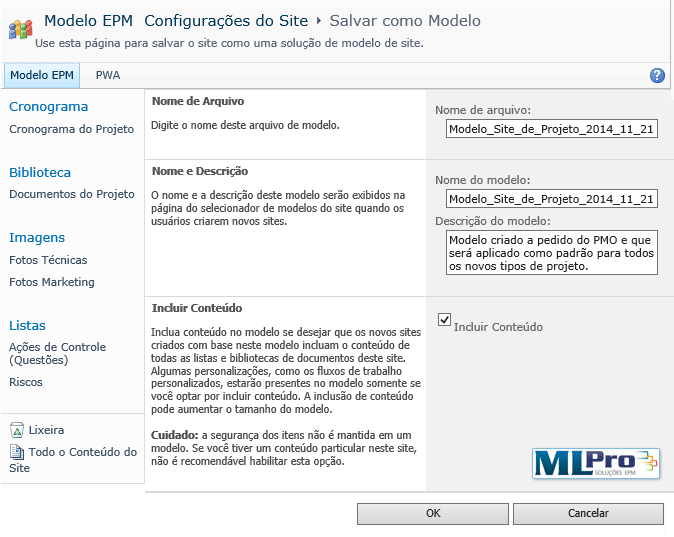 Modelo EPM Configurações do Site ▸ Salvar como Modelo
Use esta página para salvar o site como uma solução de modelo de site.
Modelo EPM PWA ?
Cronograma
Cronograma do Projeto
Biblioteca
Documentos do Projeto
Imagens
Fotos Técnicas
Fotos Marketing
Listas
Ações de Controle
(Questões)
Riscos
Lixeira
Todo o Conteúdo do
Site
Nome de Arquivo
Digite o nome deste arquivo de modelo.
Nome de arquivo:
Modelo_Site_de_Projeto_2014_11_21
Nome e Descrição
O nome e a descrição deste modelo serão exibidos na
página do selecionador de modelos do site quando os
usuários criarem novos sites.
Nome do modelo:
Modelo_Site_de_Projeto_2014_11_21
Descrição do modelo:
Modelo criado a pedido do PMO e que
será aplicado como padrão para todos
os novos tipos de projeto.
Incluir Conteúdo
Inclua conteúdo no modelo se desejar que os novos sites
criados com base neste modelo incluam o conteúdo de
todas as listas e bibliotecas de documentos deste site.
Algumas personalizações, como os fluxos de trabalho
personalizados, estarão presentes no modelo somente se
você optar por incluir conteúdo. A inclusão de conteúdo
pode aumentar o tamanho do modelo.
Cuidado: a segurança dos itens não é mantida em um
modelo. Se você tiver um conteúdo particular neste site,
não é recomendável habilitar esta opção.
Incluir Conteúdo
MLPro
SOLUÇÕES EPM
OK Cancelar